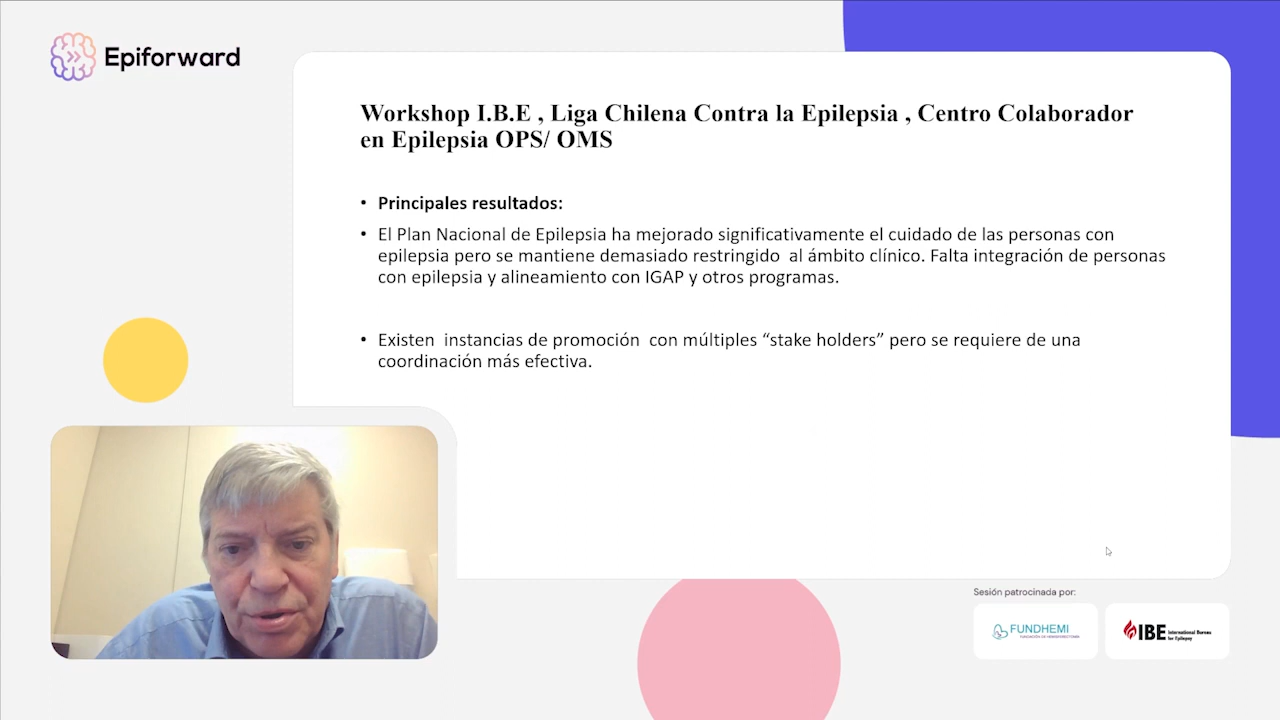 Epiforward
Workshop I.B.E , Liga Chilena Contra la Epilepsia , Centro Colaborador
en Epilepsia OPS/ OMS
• Principales resultados:
• El Plan Nacional de Epilepsia ha mejorado significativamente el cuidado de las personas con
epilepsia pero se mantiene demasiado restringido  al ámbito clínico. Falta integración de personas
con epilepsia y alineamiento con IGAP y otros programas.
• Existen  instancias de promoción  con múltiples “stake holders” pero se requiere de una
coordinación más efectiva.
Sesión patrocinada por:
FUNDHEMI
FUNDACIÓN DE HEMISFERECTOMÍA
IBE International Bureau
for Epilepsy